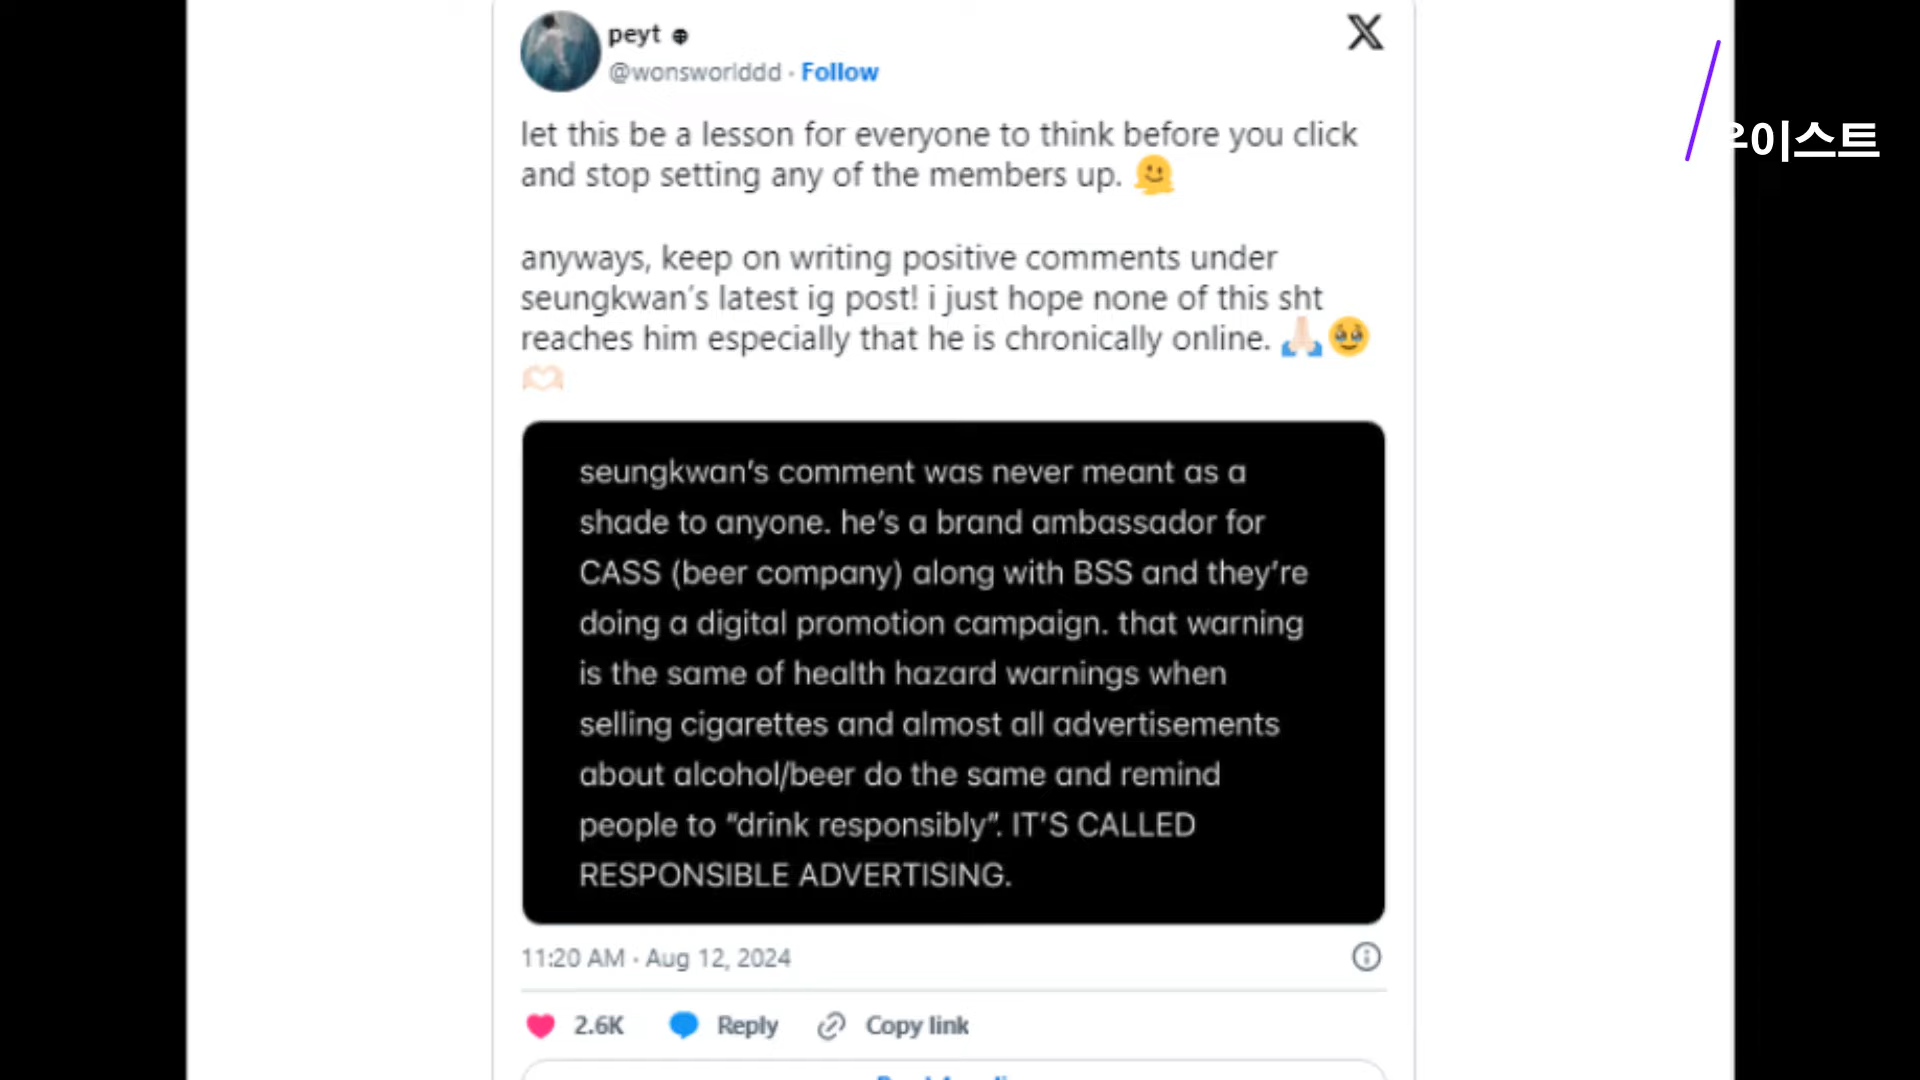 peyt
@wonsworlddd · Follow
let this be a lesson for everyone to think before you click
and stop setting any of the members up. 🫠
anyways, keep on writing positive comments under
seungkwan's latest ig post! i just hope none of this sht
reaches him especially that he is chronically online. 🙏🏻🥹
🫶🏻
seungkwan's comment was never meant as a
shade to anyone. he's a brand ambassador for
CASS (beer company) along with BSS and they're
doing a digital promotion campaign. that warning
is the same of health hazard warnings when
selling cigarettes and almost all advertisements
about alcohol/beer do the same and remind
people to "drink responsibly". IT'S CALLED
RESPONSIBLE ADVERTISING.
11:20 AM · Aug 12, 2024
2.6K Reply Copy link
이스트